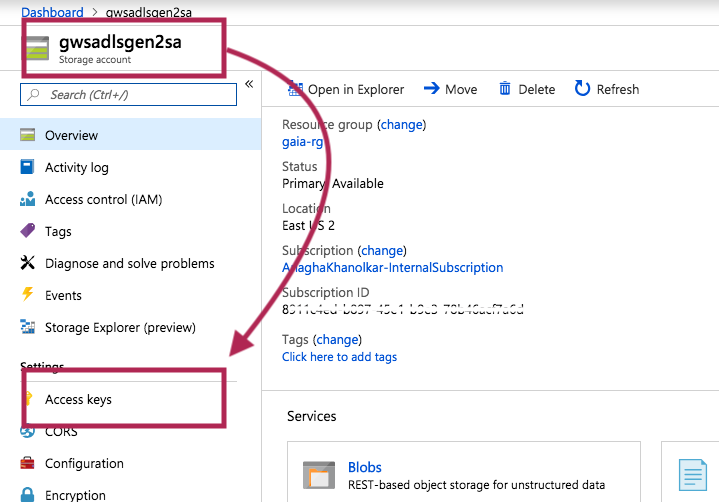 Dashboard > gwsadlsgen2sa
gwsadlsgen2sa
Storage account
Search (Ctrl+/)
«
Overview
Activity log
Access control (IAM)
Tags
Diagnose and solve problems
Events
Storage Explorer (preview)
Settings
Access keys
CORS
Configuration
Encryption
Open in Explorer Move Delete Refresh
Resource group (change)
gaia-rg
Status
Primary: Available
Location
East US 2
Subscription (change)
AnaghaKhanolkar-InternalSubscription
Subscription ID
Tags (change)
Click here to add tags
Services
Blobs
REST-based object storage for unstructured data